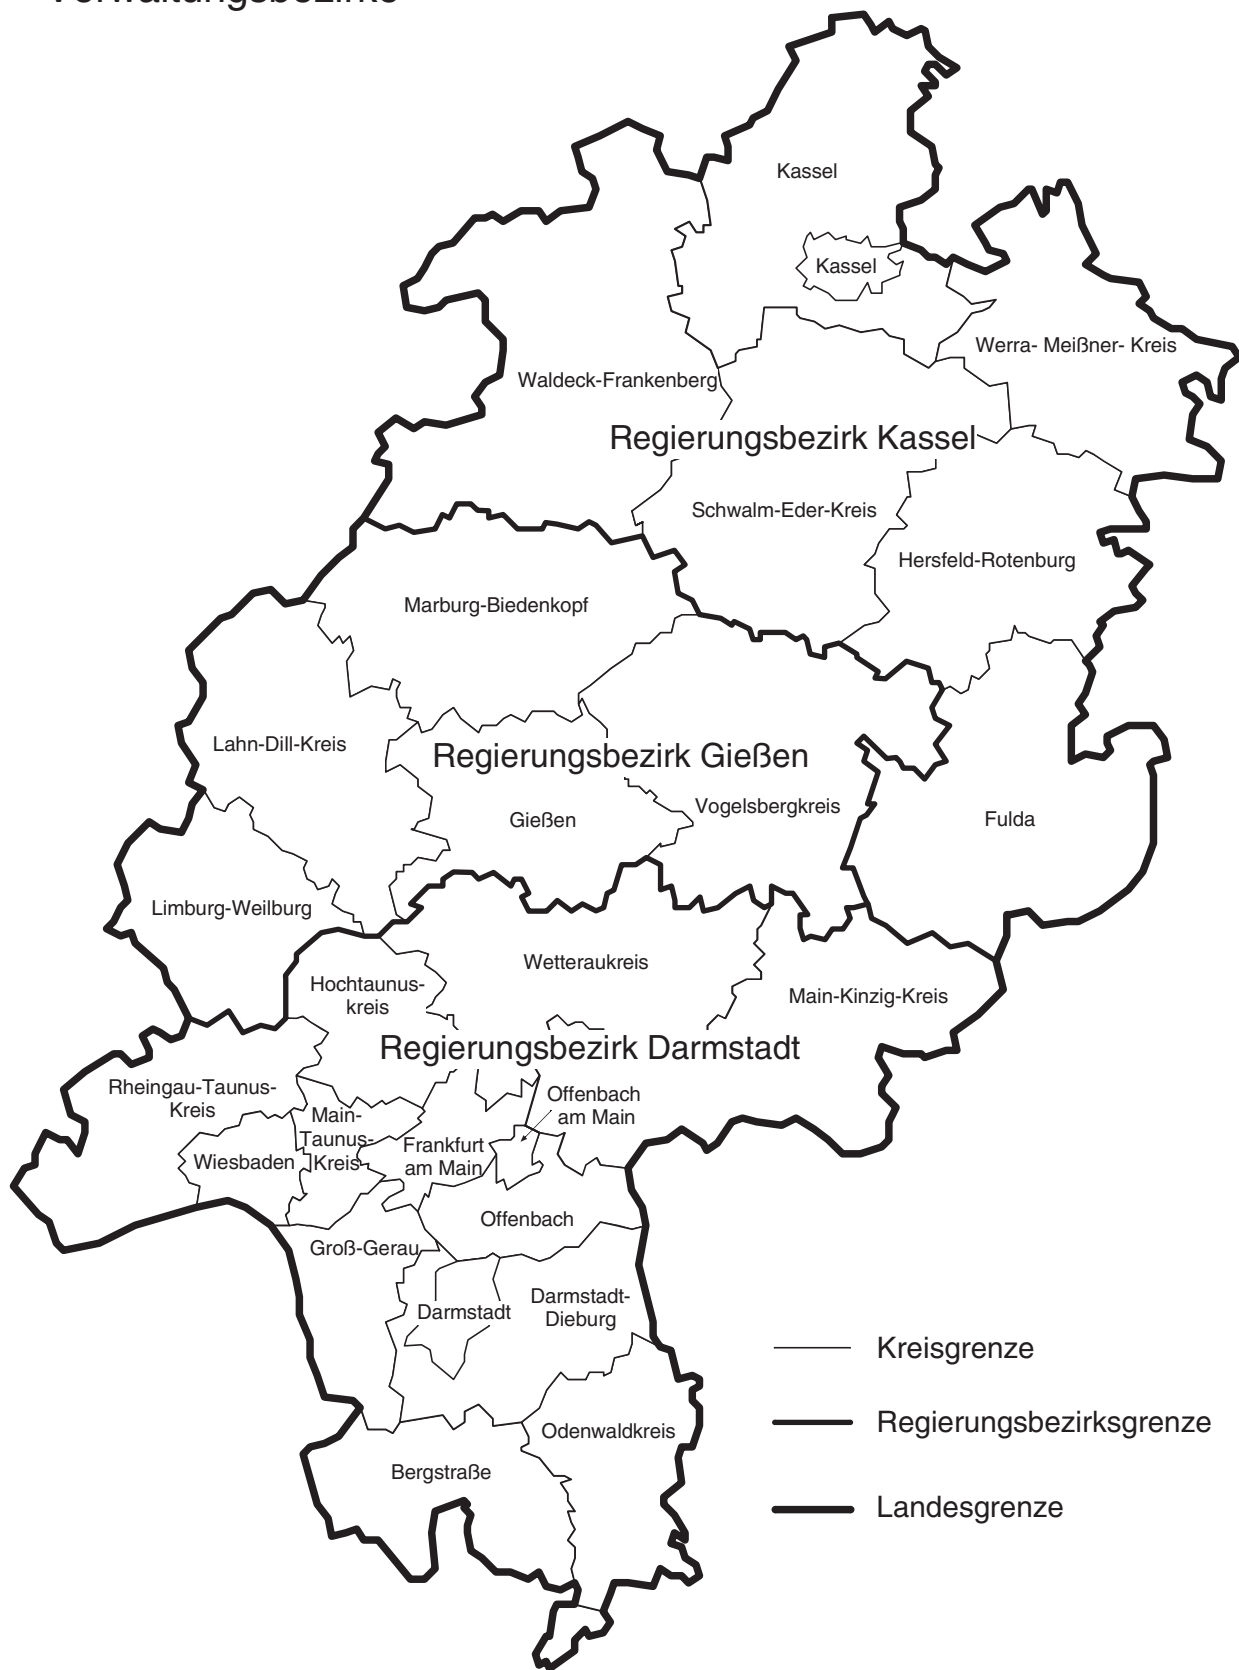 Verwaltungsbezirke
Kassel
Kassel
Werra- Meißner- Kreis
Waldeck-Frankenberg
Regierungsbezirk Kassel
Schwalm-Eder-Kreis
Hersfeld-Rotenburg
Marburg-Biedenkopf
Lahn-Dill-Kreis
Regierungsbezirk Gießen
Vogelsbergkreis
Gießen
Fulda
Limburg-Weilburg
Wetteraukreis
Hochtaunus-
kreis
Main-Kinzig-Kreis
Regierungsbezirk Darmstadt
Rheingau-Taunus-
Kreis
Offenbach
am Main
Main-
Taunus-
Kreis
Frankfurt
am Main
Wiesbaden
Offenbach
Groß-Gerau
Darmstadt
Darmstadt-
Dieburg
Kreisgrenze
Regierungsbezirksgrenze
Odenwaldkreis
Bergstraße
Landesgrenze